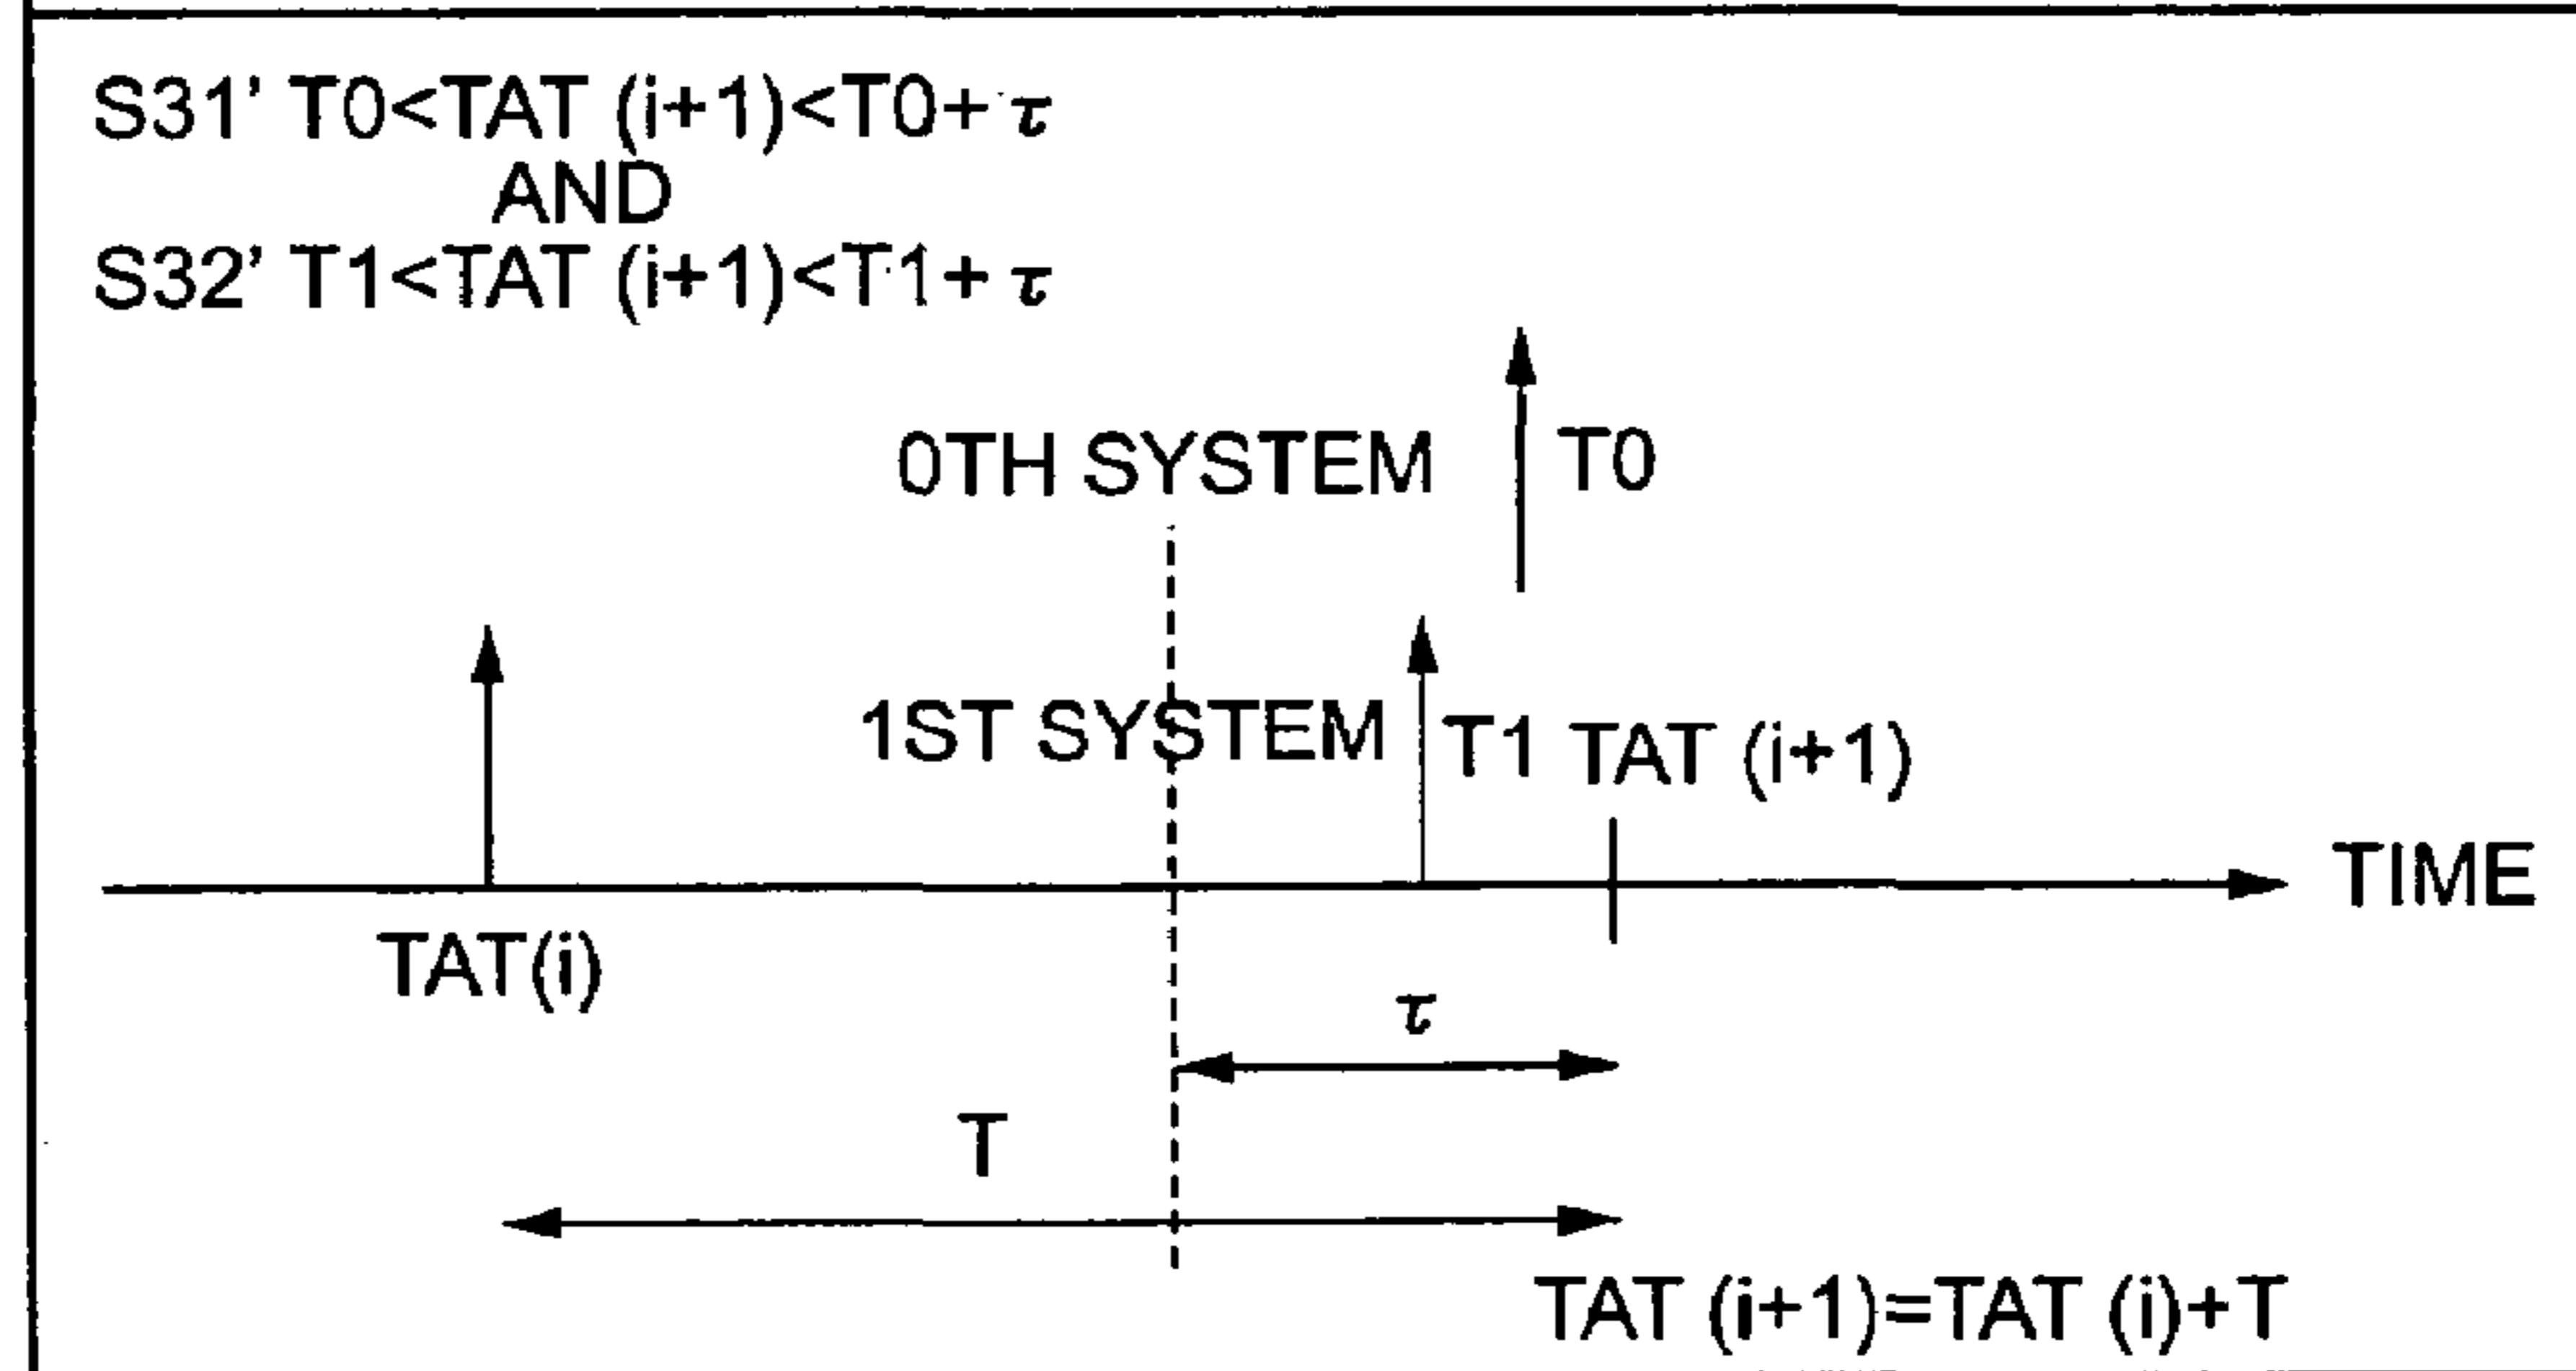 S31' T0<TAT (i+1)<T0+τ
AND
S32' T1<TAT (i+1)<T1+τ
0TH SYSTEM
T0
1ST SYSTEM
T1
TAT (i+1)
TIME
TAT(i)
τ
T
TAT (i+1)=TAT (i)+T